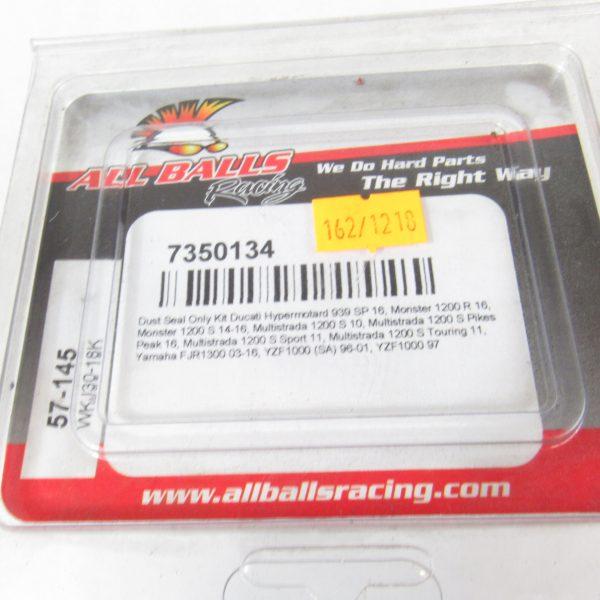 ALL BALLS
Racing
We Do Hard Parts
The Right Way
162/1218
7350134
Dust Seal Only Kit Ducati Hypermotard 939 SP 16, Monster 1200 R 16,
Monster 1200 S 14-16, Multistrada 1200 S 10, Multistrada 1200 S Pikes
Peak 16, Multistrada 1200 S Sport 11, Multistrada 1200 S Touring 11,
Yamaha FJR1300 03-16, YZF1000 (SA) 96-01, YZF1000 97
57-145
WKJ/30-18K
www.allballsracing.com